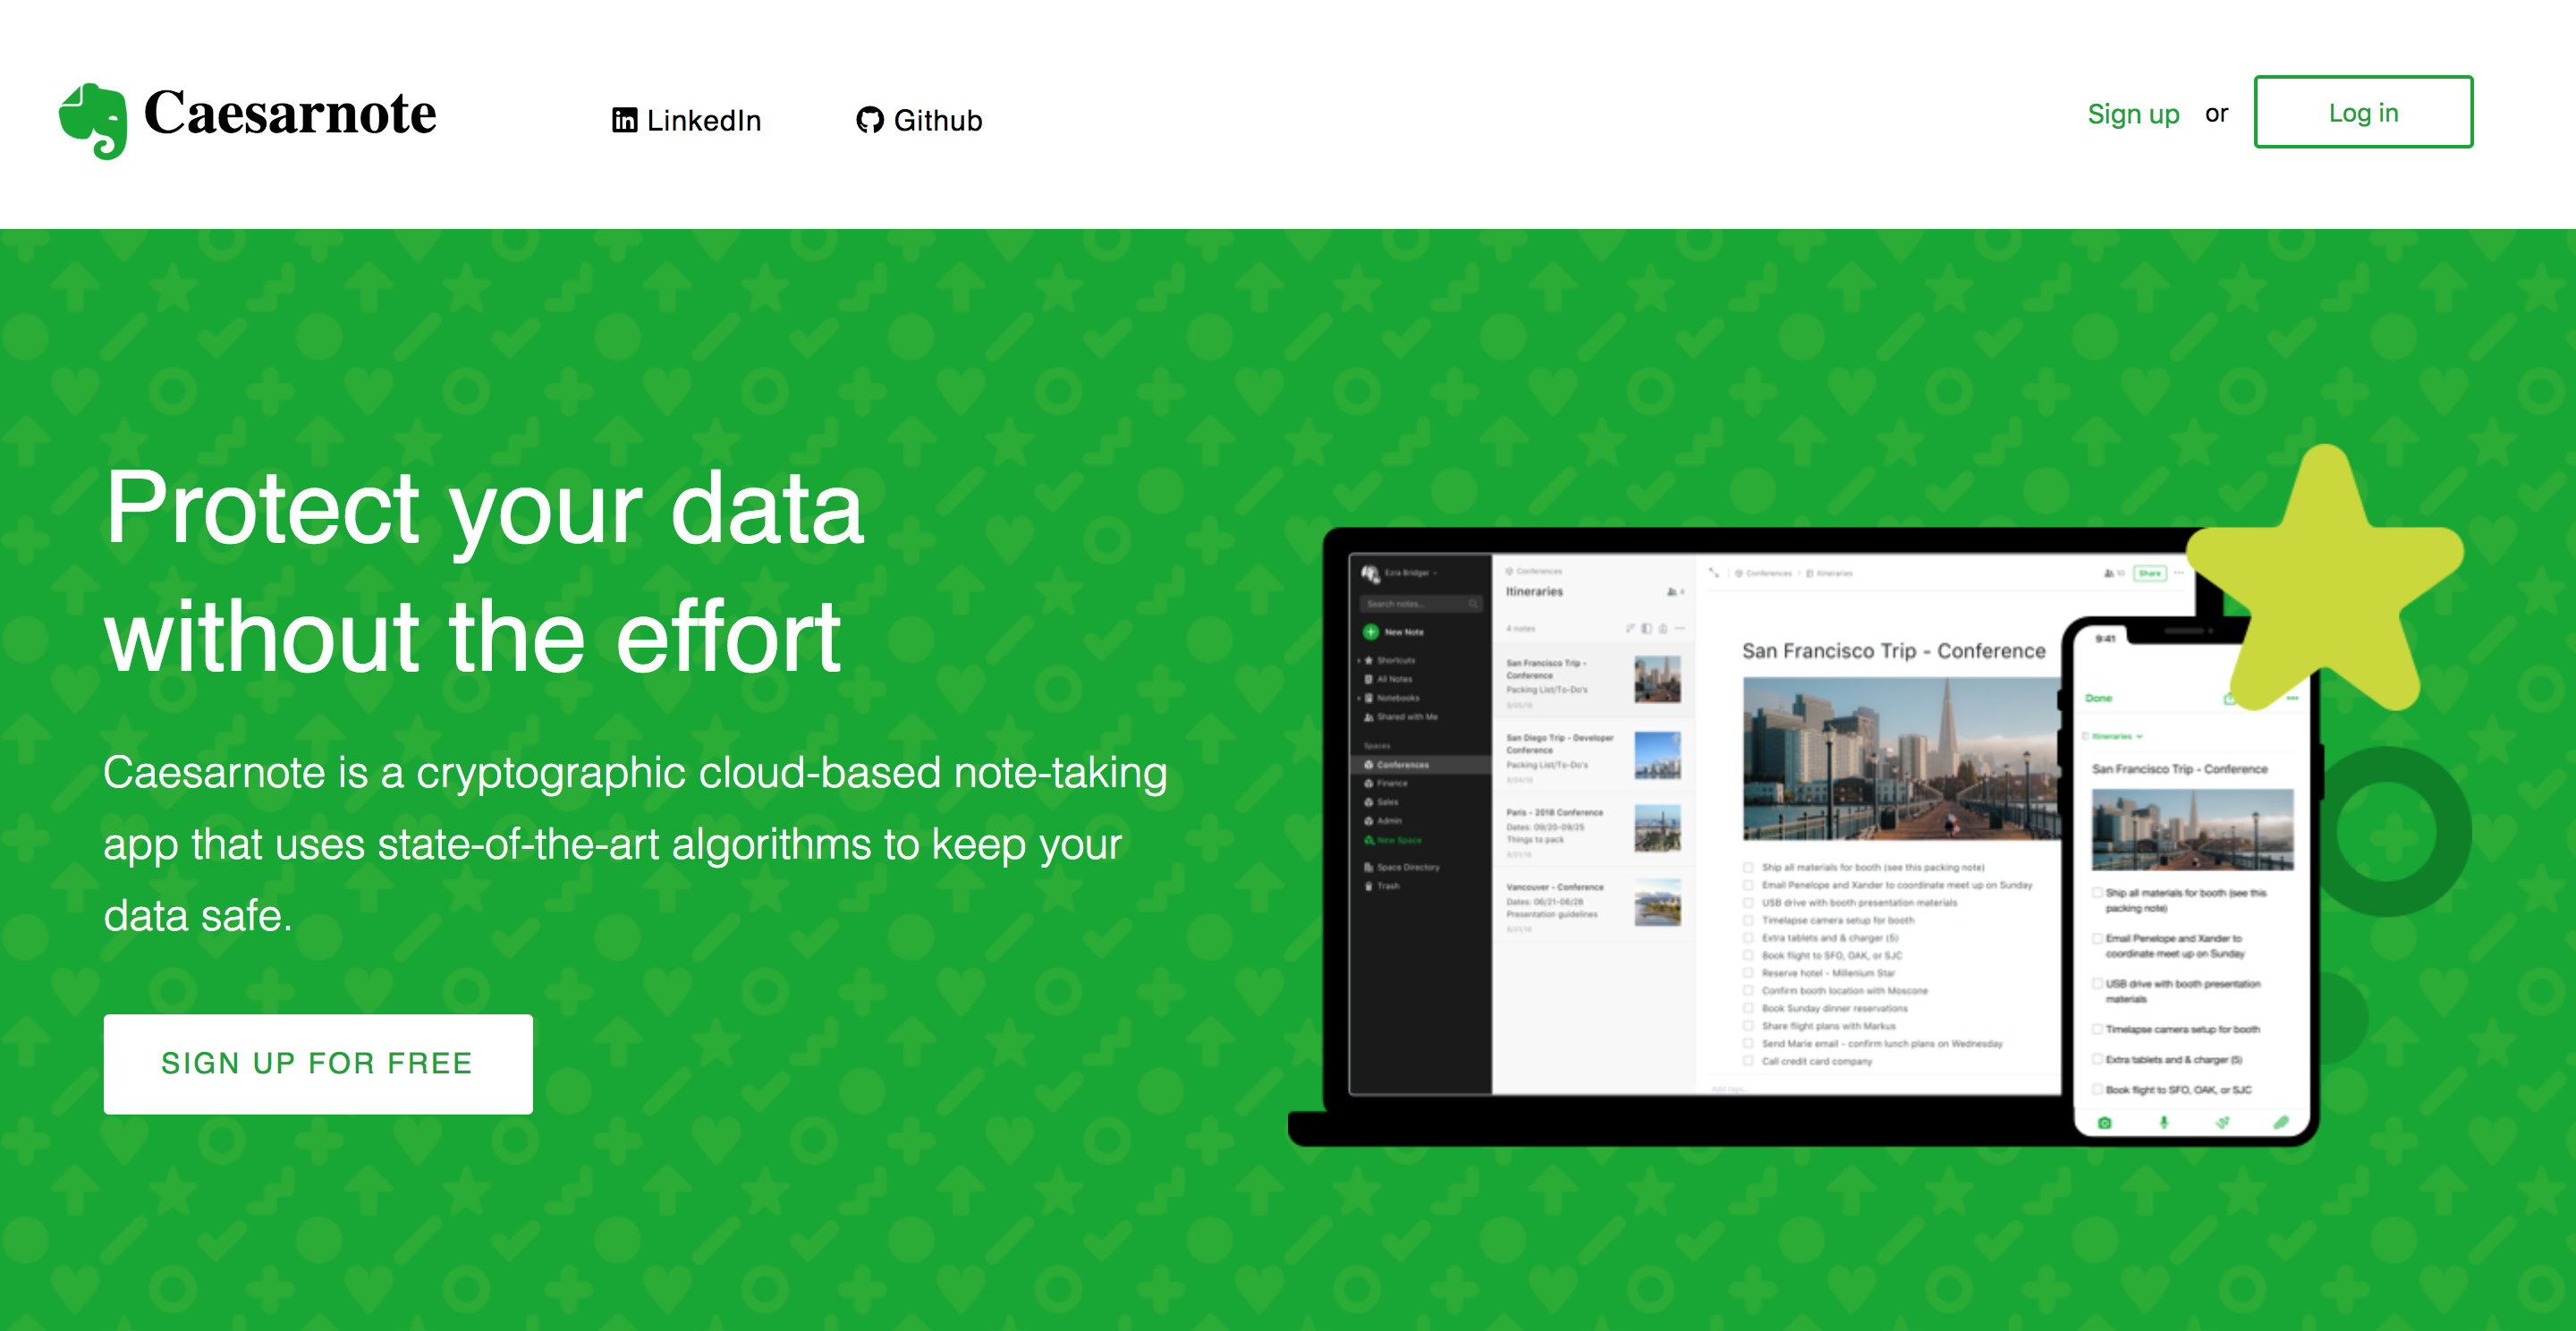 Caesarnote
LinkedIn
Github
Sign up or
Log in
Protect your data
without the effort
Caesarnote is a cryptographic cloud-based note-taking
app that uses state-of-the-art algorithms to keep your
data safe.
SIGN UP FOR FREE
Ezra Bridger
Search notes...
New Note
Shortcuts
All Notes
Notebooks
Shared with Me
Spaces
Conferences
Finance
Sales
Admin
New Space
Space Directory
Trash
Conferences
Itineraries
4
4 notes
San Francisco Trip -
Conference
Packing List/To-Do's
San Diego Trip - Developer
Conference
Packing List/To-Do's
Paris - 2018 Conference
Dates: 09/20-09/25
Things to pack
Vancouver - Conference
Dates: 06/21-06/28
Presentation guidelines
Conferences
Itineraries
10
Share
San Francisco Trip - Conference
Ship all materials for booth (see this packing note)
Email Penelope and Xander to coordinate meet up on Sunday
USB drive with booth presentation materials
Timelapse camera setup for booth
Extra tablets and & charger (5)
Book flight to SFO, OAK, or SJC
Reserve hotel - Millenium Star
Confirm booth location with Moscone
Book Sunday dinner reservations
Share flight plans with Markus
Send Marie email - confirm lunch plans on Wednesday
Call credit card company
Add tags...
9:41
Done
Itineraries
San Francisco Trip - Conference
Ship all materials for booth (see this
packing note)
Email Penelope and Xander to
coordinate meet up on Sunday
USB drive with booth presentation
materials
Timelapse camera setup for booth
Extra tablets and & charger (5)
Book flight to SFO, OAK, or SJC